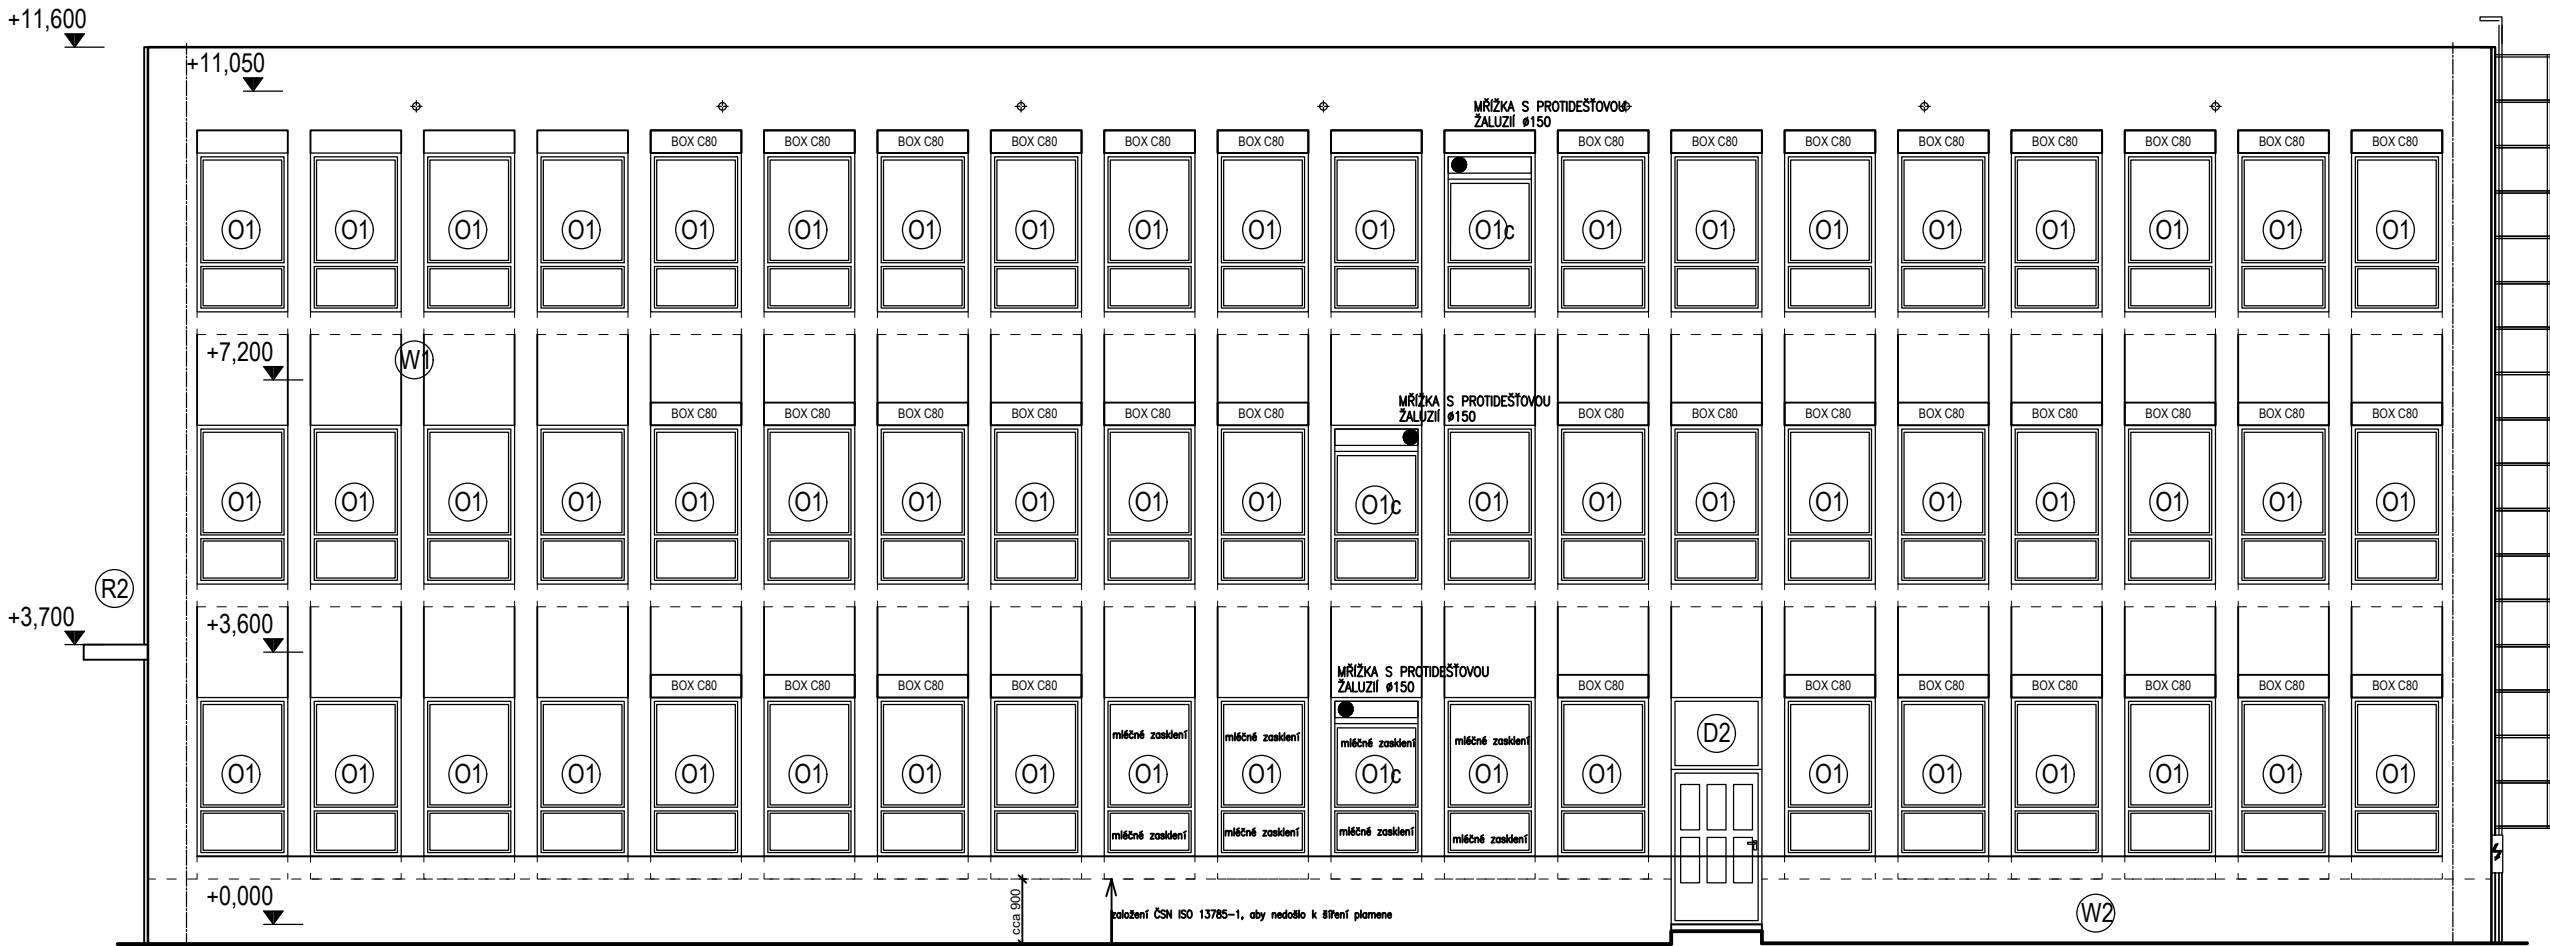 +11,600
+11,050
MŘÍŽKA S PROTIDEŠŤOVOU
ŽALUZIÍ ø150
BOX C80 BOX C80 BOX C80 BOX C80 BOX C80 BOX C80 BOX C80 BOX C80 BOX C80 BOX C80 BOX C80 BOX C80 BOX C80 BOX C80
O1 O1 O1 O1 O1 O1 O1 O1 O1 O1 O1 O1c O1 O1 O1 O1 O1 O1 O1 O1
+7,200
W1
MŘÍŽKA S PROTIDEŠŤOVOU
ŽALUZIÍ ø150
BOX C80 BOX C80 BOX C80 BOX C80 BOX C80 BOX C80 BOX C80 BOX C80 BOX C80 BOX C80 BOX C80 BOX C80 BOX C80 BOX C80
O1 O1 O1 O1 O1 O1 O1 O1 O1 O1 O1c O1 O1 O1 O1 O1 O1 O1 O1 O1
R2
+3,700
+3,600
MŘÍŽKA S PROTIDEŠŤOVOU
ŽALUZIÍ ø150
BOX C80 BOX C80 BOX C80 BOX C80 BOX C80 BOX C80 BOX C80 BOX C80 BOX C80 BOX C80 BOX C80
mléčné zasklení mléčné zasklení mléčné zasklení mléčné zasklení
D2
O1 O1 O1 O1 O1 O1 O1 O1 O1 O1 O1c O1 O1 O1 O1 O1 O1 O1 O1
mléčné zasklení mléčné zasklení mléčné zasklení mléčné zasklení
+0,000
cca 900
založení ČSN ISO 13785-1, aby nedošlo k šíření plamene
W2